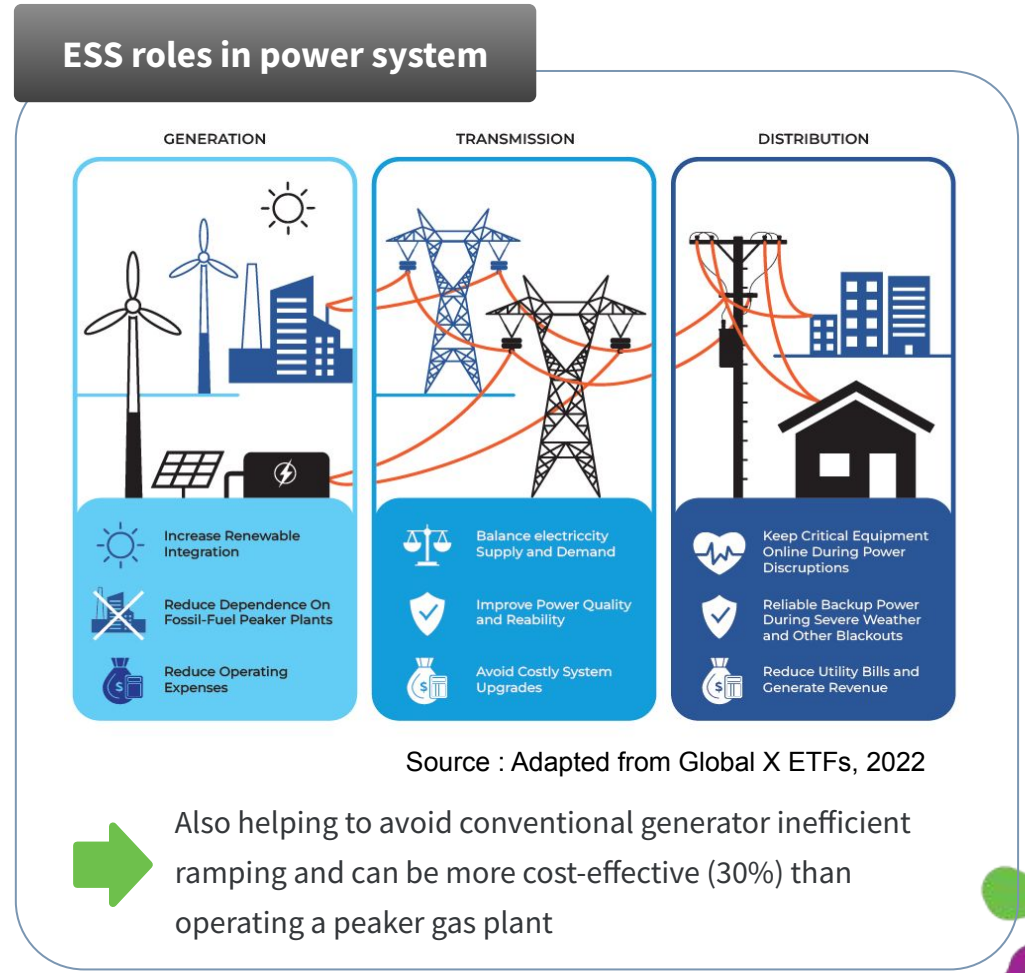 ESS roles in power system
GENERATION
Increase Renewable
Integration
Reduce Dependence On
Fossil-Fuel Peaker Plants
$
Reduce Operating
Expenses
TRANSMISSION
Balance electriccity
Supply and Demand
Improve Power Quality
and Reability
$
Avoid Costly System
Upgrades
DISTRIBUTION
Keep Critical Equipment
Online During Power
Discruptions
Reliable Backup Power
During Severe Weather
and Other Blackouts
$
Reduce Utility Bills and
Generate Revenue
Source : Adapted from Global X ETFs, 2022
Also helping to avoid conventional generator inefficient
ramping and can be more cost-effective (30%) than
operating a peaker gas plant